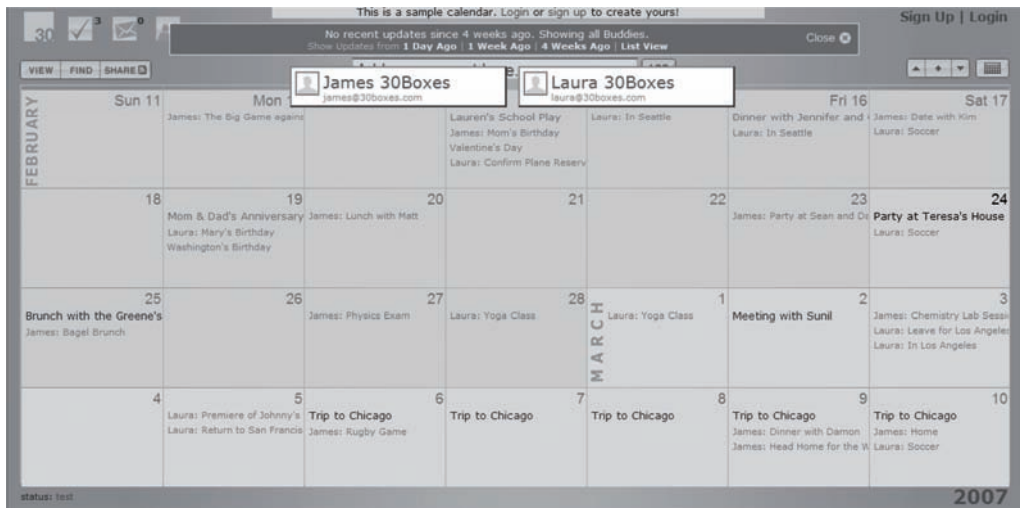 This is a sample calendar. Login or sign up to create yours!
Sign Up | Login
30
3
0
No recent updates since 4 weeks ago. Showing all Buddies.
Show Updates from 1 Day Ago | 1 Week Ago | 4 Weeks Ago | List View
Close
VIEW FIND SHARE
James 30Boxes
james@30boxes.com
Laura 30Boxes
laura@30boxes.com
FEBRUARY
Sun 11
Mon
Fri 16
Sat 17
James: The Big Game agains
Lauren's School Play
James: Mom's Birthday
Valentine's Day
Laura: Confirm Plane Reserv
Laura: In Seattle
Dinner with Jennifer and
Laura: In Seattle
James: Date with Kim
Laura: Soccer
18
19
Mom & Dad's Anniversary
Laura: Mary's Birthday
Washington's Birthday
20
James: Lunch with Matt
21
22
23
James: Party at Sean and Da
24
Party at Teresa's House
Laura: Soccer
25
Brunch with the Greene's
James: Bagel Brunch
26
27
James: Physics Exam
28
Laura: Yoga Class
MARCH
1
Laura: Yoga Class
2
Meeting with Sunil
3
James: Chemistry Lab Sessi
Laura: Leave for Los Angeles
Laura: In Los Angeles
4
5
Laura: Premiere of Johnny's
Laura: Return to San Francis
6
Trip to Chicago
James: Rugby Game
7
Trip to Chicago
8
Trip to Chicago
9
Trip to Chicago
James: Dinner with Damon
James: Head Home for the W
10
Trip to Chicago
James: Home
Laura: Soccer
status: test
2007